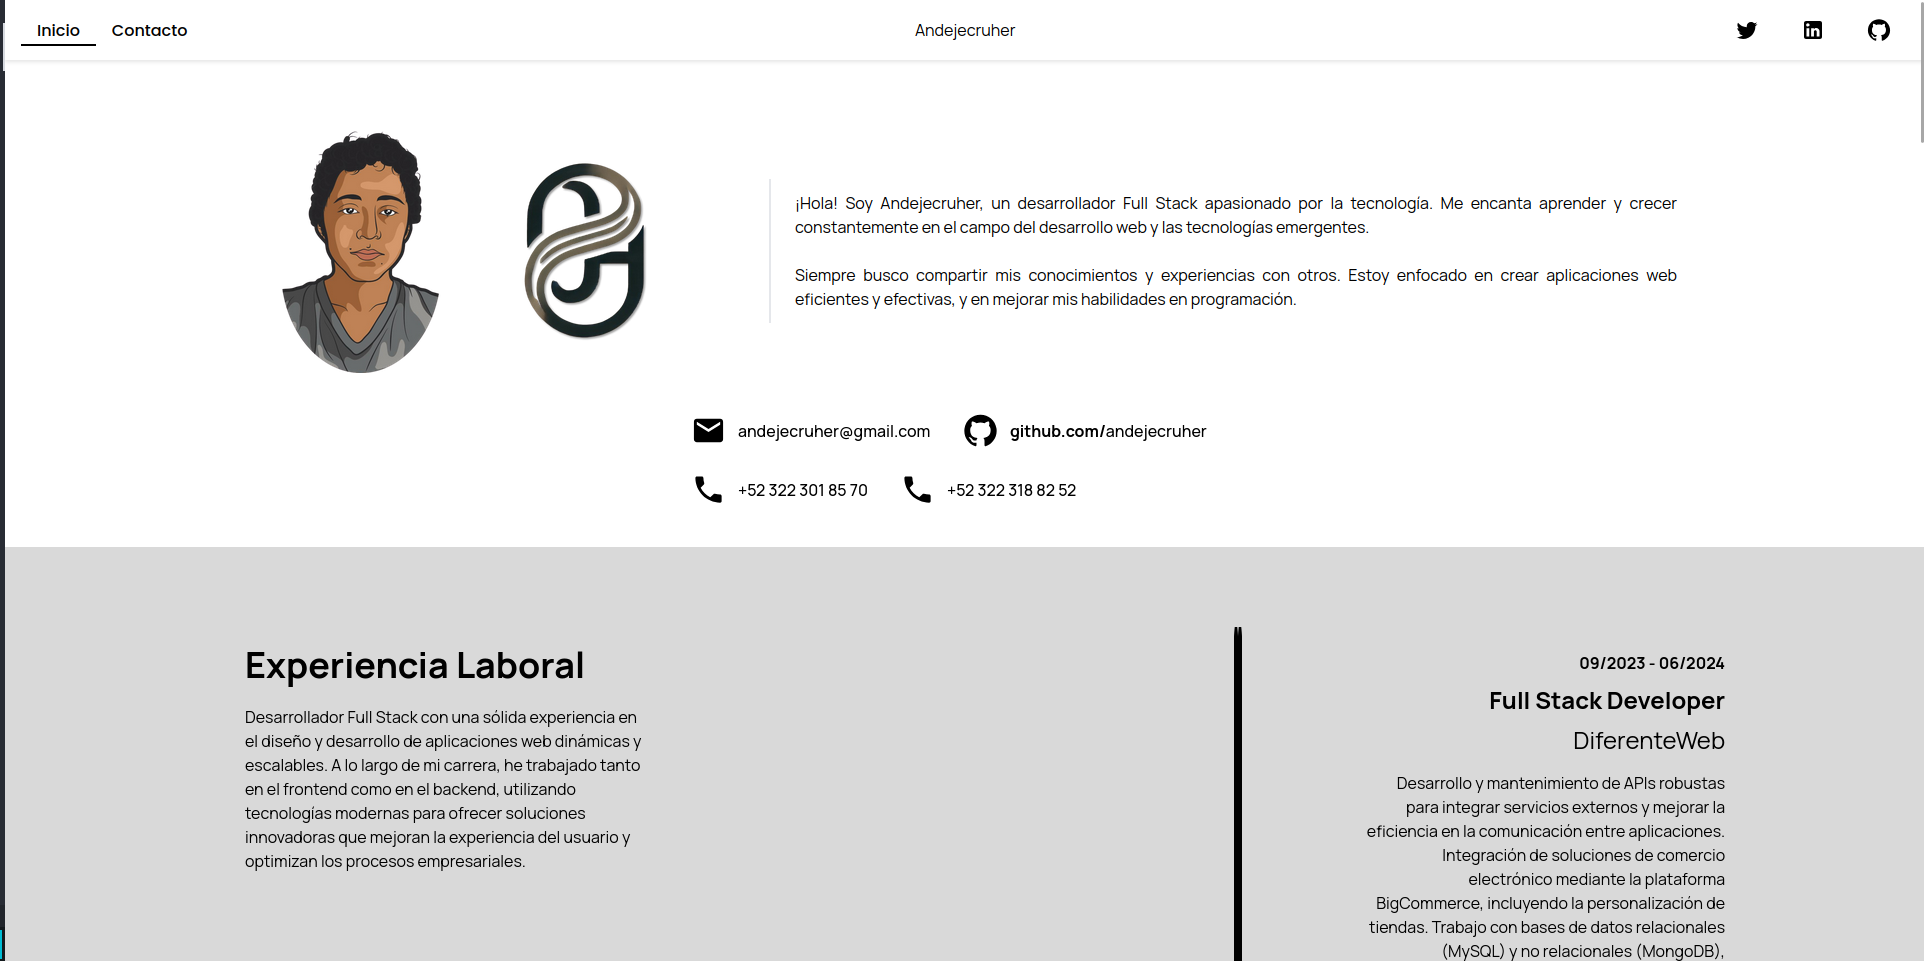 Inicio
Contacto
Andejecruher
¡Hola! Soy Andejecruher, un desarrollador Full Stack apasionado por la tecnología. Me encanta aprender y crecer
constantemente en el campo del desarrollo web y las tecnologías emergentes.
Siempre busco compartir mis conocimientos y experiencias con otros. Estoy enfocado en crear aplicaciones web
eficientes y efectivas, y en mejorar mis habilidades en programación.
andejecruher@gmail.com
github.com/andejecruher
+52 322 301 85 70
+52 322 318 82 52
Experiencia Laboral
Desarrollador Full Stack con una sólida experiencia en
el diseño y desarrollo de aplicaciones web dinámicas y
escalables. A lo largo de mi carrera, he trabajado tanto
en el frontend como en el backend, utilizando
tecnologías modernas para ofrecer soluciones
innovadoras que mejoran la experiencia del usuario y
optimizan los procesos empresariales.
09/2023 - 06/2024
Full Stack Developer
DiferenteWeb
Desarrollo y mantenimiento de APIs robustas
para integrar servicios externos y mejorar la
eficiencia en la comunicación entre aplicaciones.
Integración de soluciones de comercio
electrónico mediante la plataforma
BigCommerce, incluyendo la personalización de
tiendas. Trabajo con bases de datos relacionales
(MySQL) y no relacionales (MongoDB),